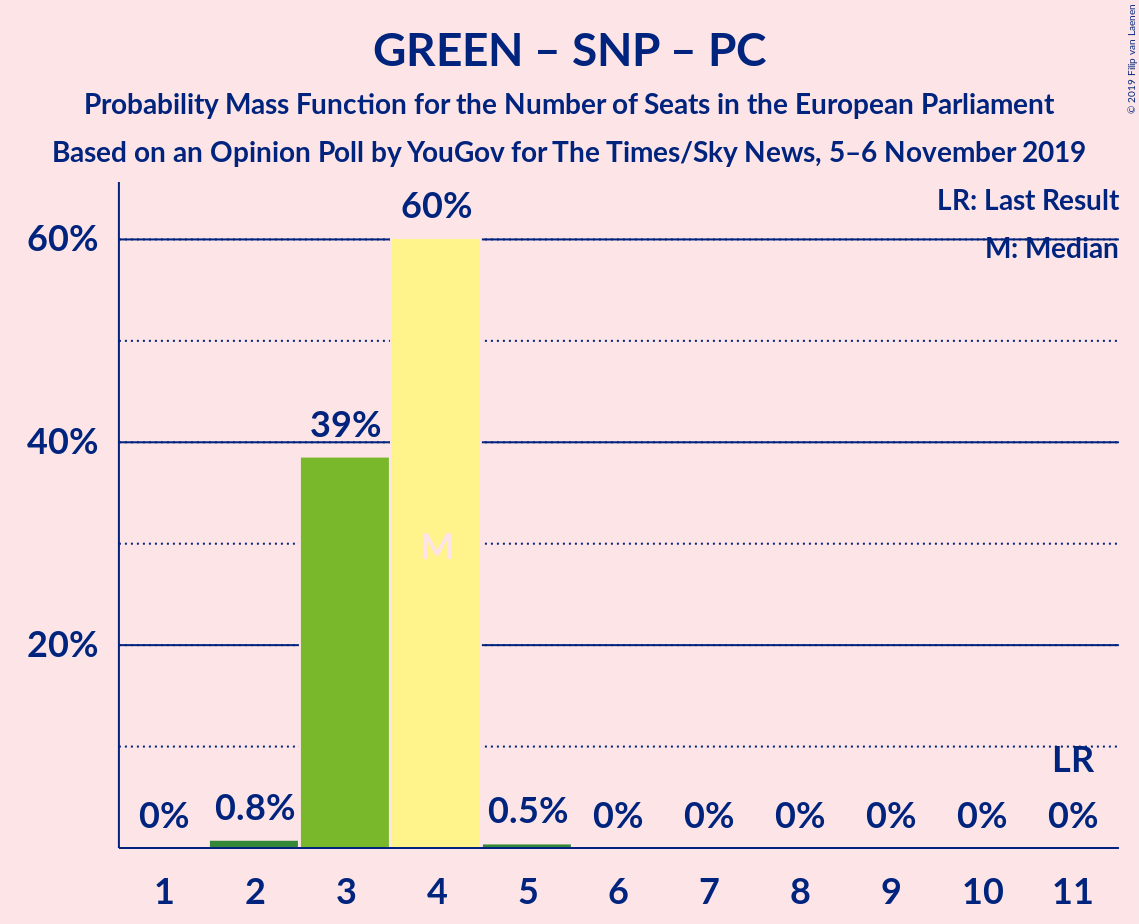 GREEN – SNP – PC
Probability Mass Function for the Number of Seats in the European Parliament
Based on an Opinion Poll by YouGov for The Times/Sky News, 5–6 November 2019
© 2019 Filip van Laenen
LR: Last Result
M: Median
60%
40%
20%
0%
0.8%
39%
60%
M
0.5%
0%
0%
0%
0%
0%
LR
0%
1 2 3 4 5 6 7 8 9 10 11